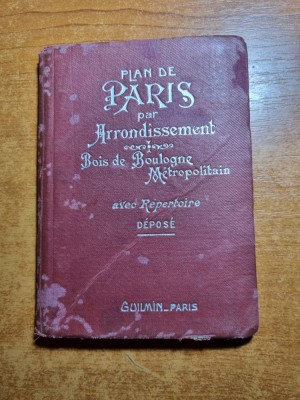 PLAN DE
PARIS
par
Arrondissement
Bois de Boulogne
Métropolitain
avec Répertoire
DÉPOSÉ
GUILMIN_PARIS